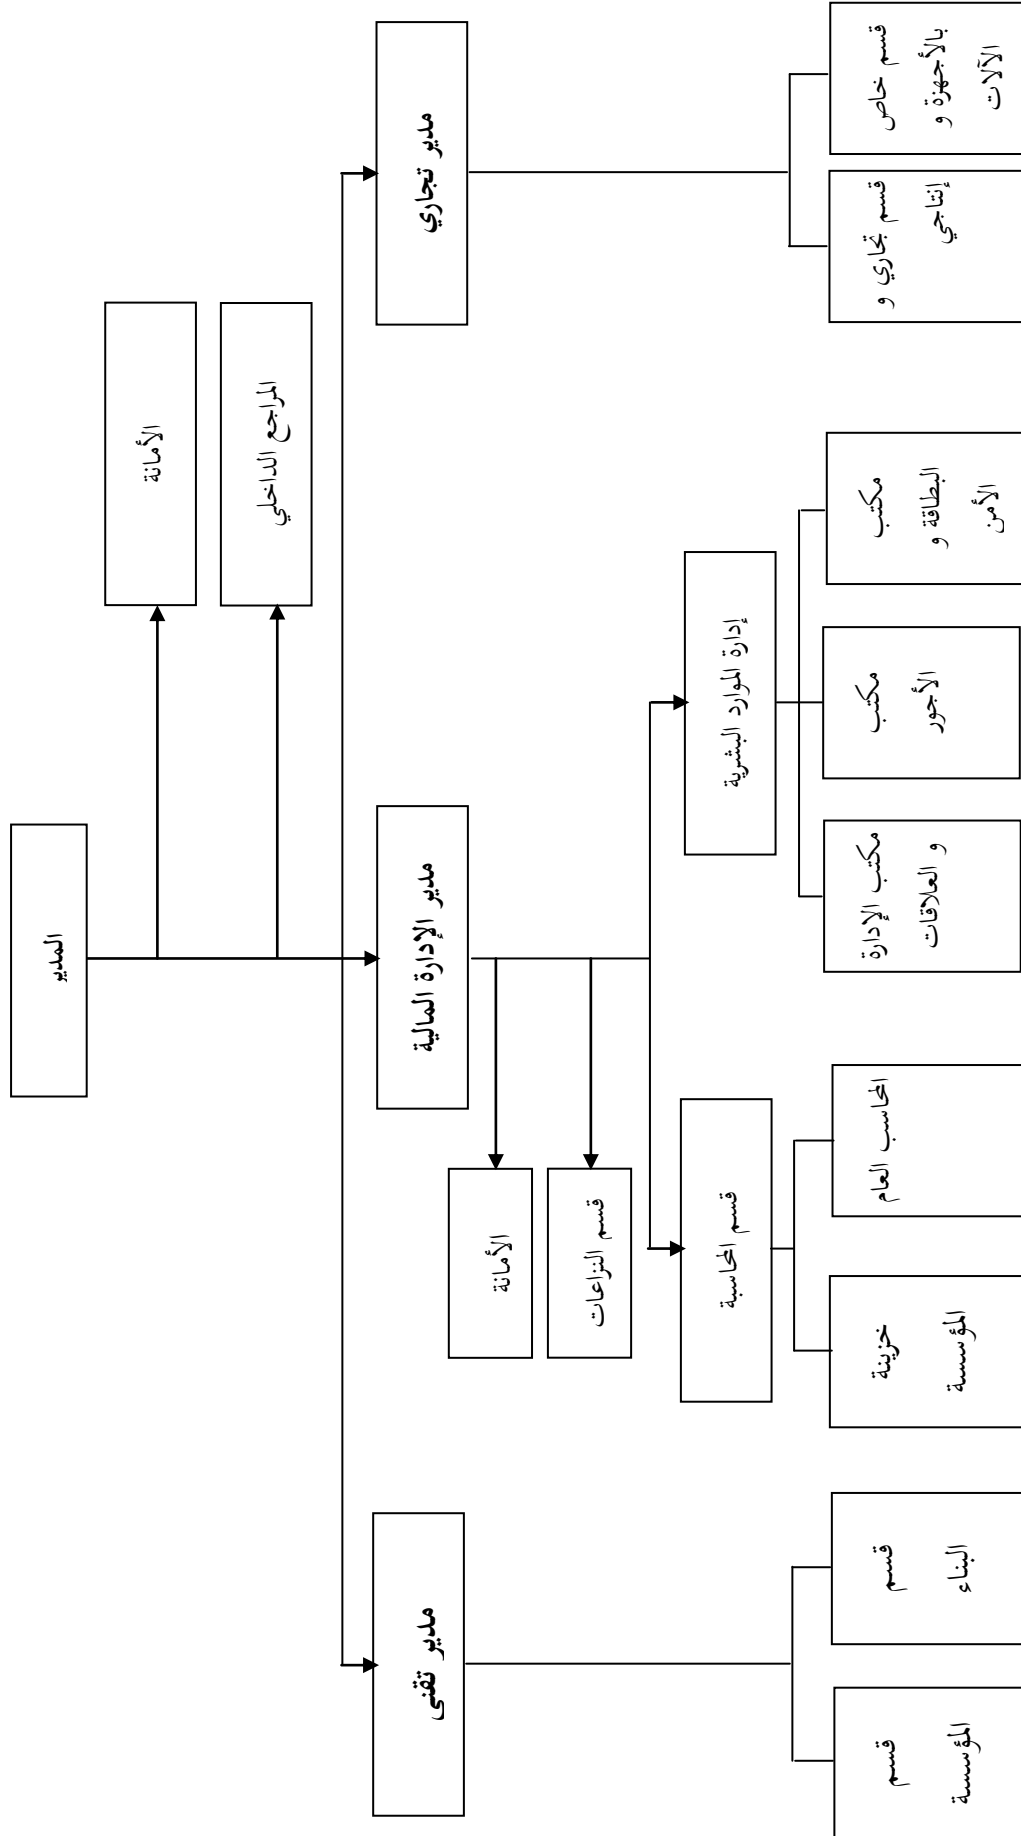 المدير
الأمانة
المراجع الداخلي
مدير تجاري
مدير الإدارة المالية
مدير تقني
الأمانة
قسم النزاعات
إدارة الموارد البشرية
قسم المحاسبة
قسم خاص
بالأجهزة و
الآلات
قسم تجاري و
إنتاجي
مكتب
البطاقة و
الأمن
مكتب
الأجور
مكتب الإدارة
و العلاقات
المحاسب العام
خزينة
المؤسسة
قسم
البناء
قسم
المؤسسة